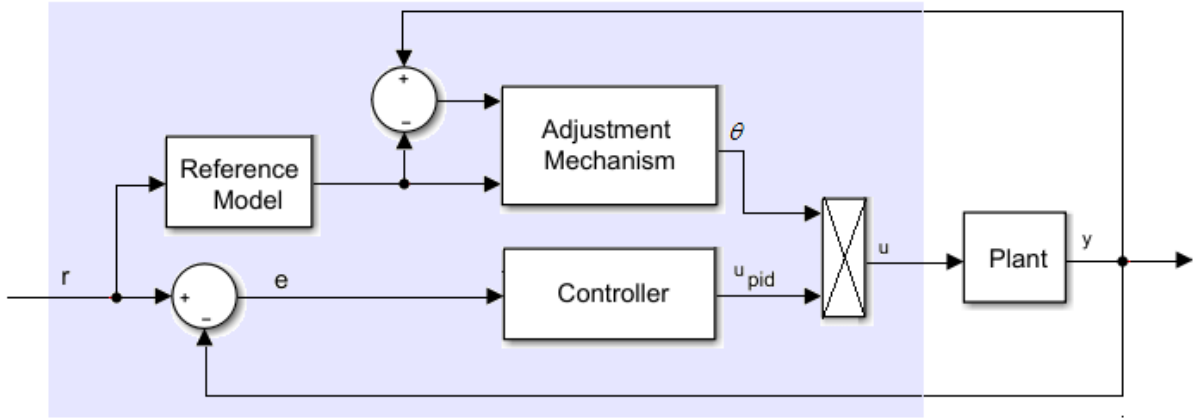 +
−
Adjustment
Mechanism
θ
Reference
Model
r
+
−
e
Controller
u pid
u
Plant
y